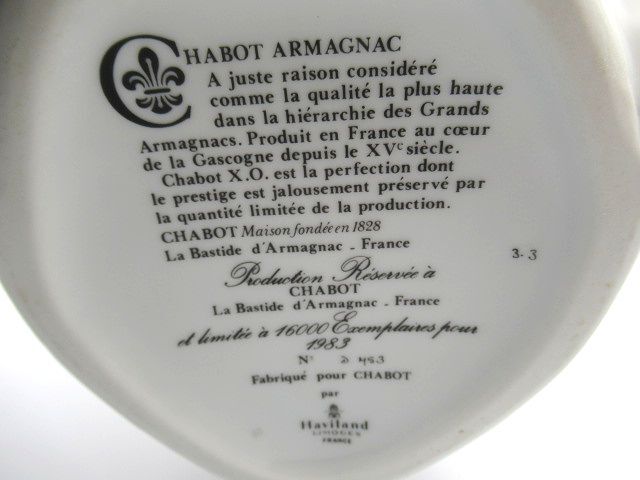 CHABOT ARMAGNAC
A juste raison considéré
comme la qualité la plus haute
dans la hiérarchie des Grands
Armagnacs. Produit en France au cœur
de la Gascogne depuis le XVᵉ siècle.
Chabot X.O. est la perfection dont
le prestige est jalousement préservé par
la quantité limitée de la production.
CHABOT Maison fondée en 1828
La Bastide d'Armagnac - France
3.3
Production Réservée à
CHABOT
La Bastide d'Armagnac - France
et limitée à 16000 Exemplaires pour
1983
N° D 453
Fabriqué pour CHABOT
par
Haviland
LIMOGES
FRANCE